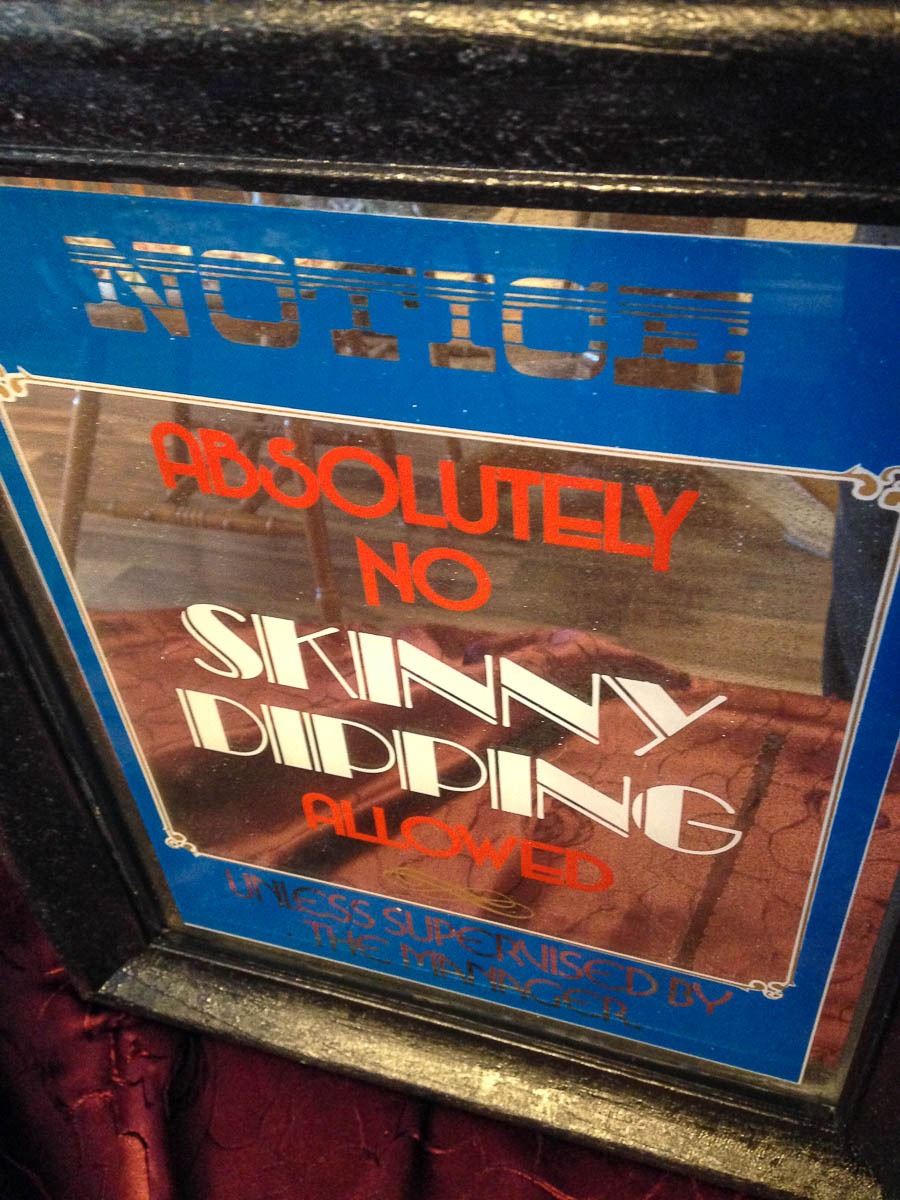 NOTICE
ABSOLUTELY
NO
SKINNY
DIPPING
ALLOWED
UNLESS SUPERVISED BY
THE MANAGER